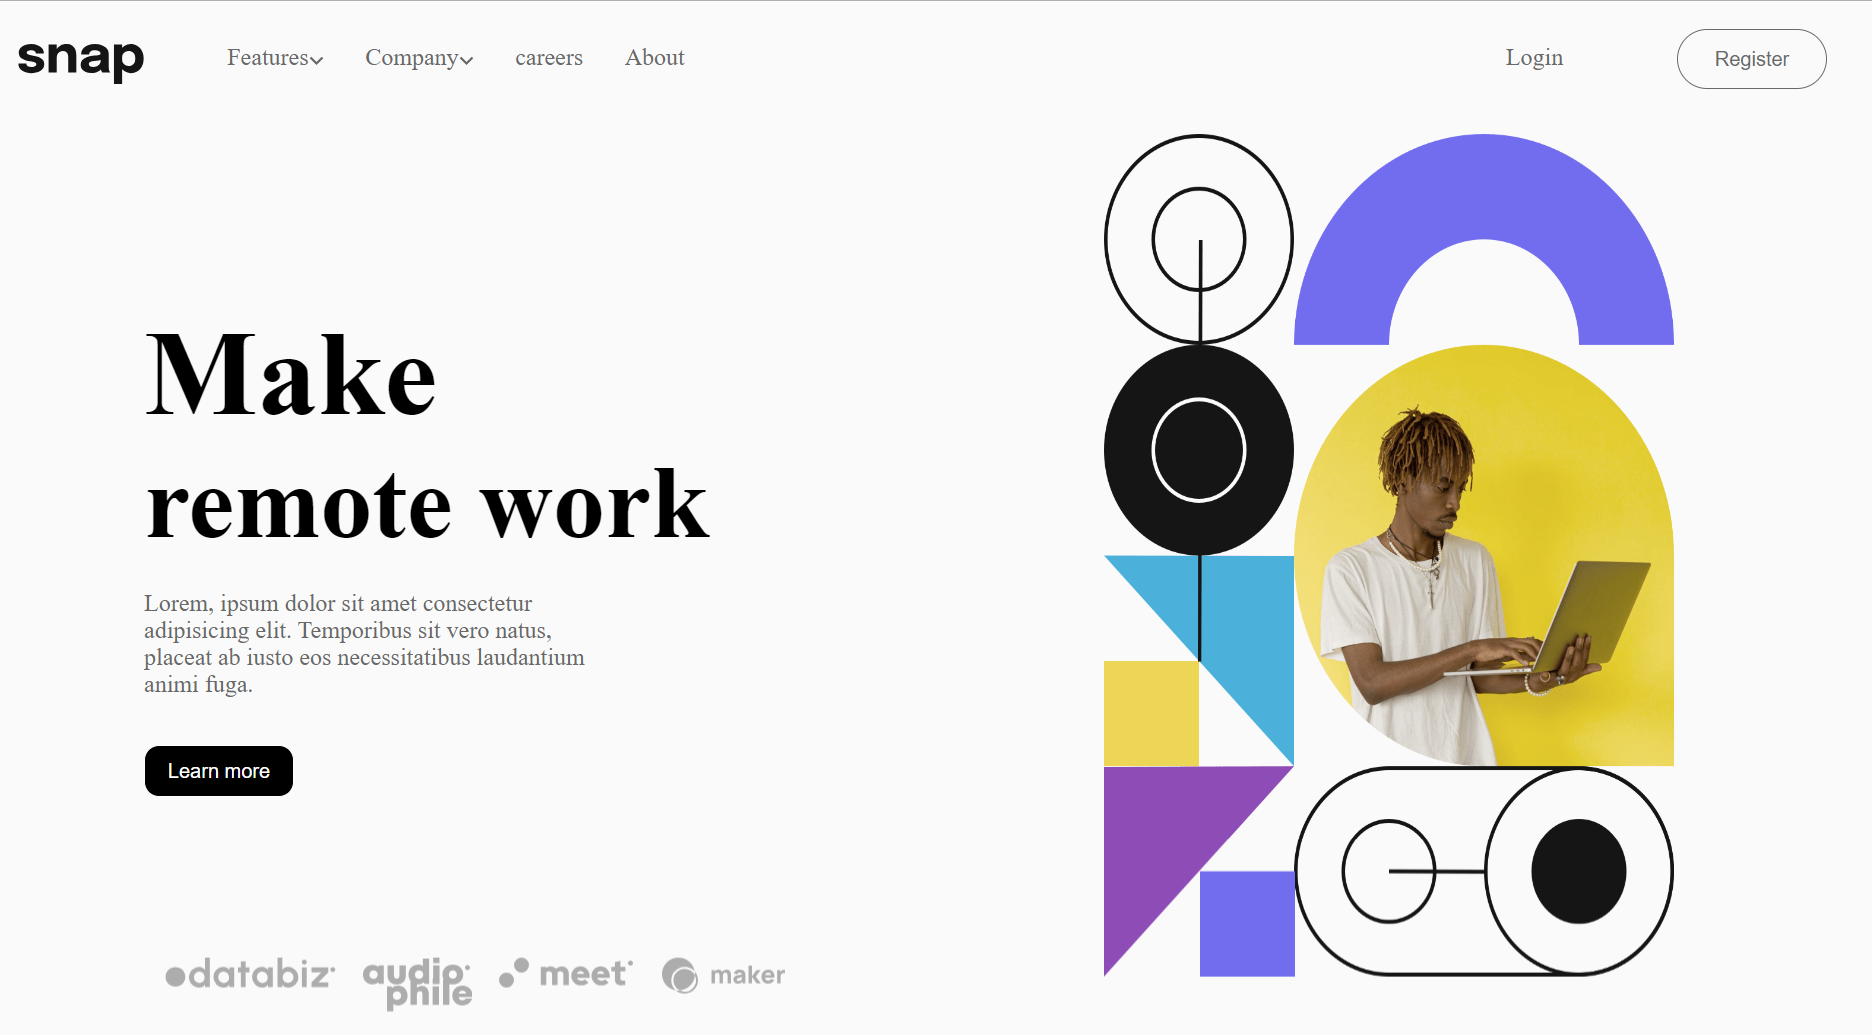 snap
Features
Company
careers
About
Login
Register
Make
remote work
Lorem, ipsum dolor sit amet consectetur
adipisicing elit. Temporibus sit vero natus,
placeat ab iusto eos necessitatibus laudantium
animi fuga.
Learn more
databiz
audio
phile
meet
maker